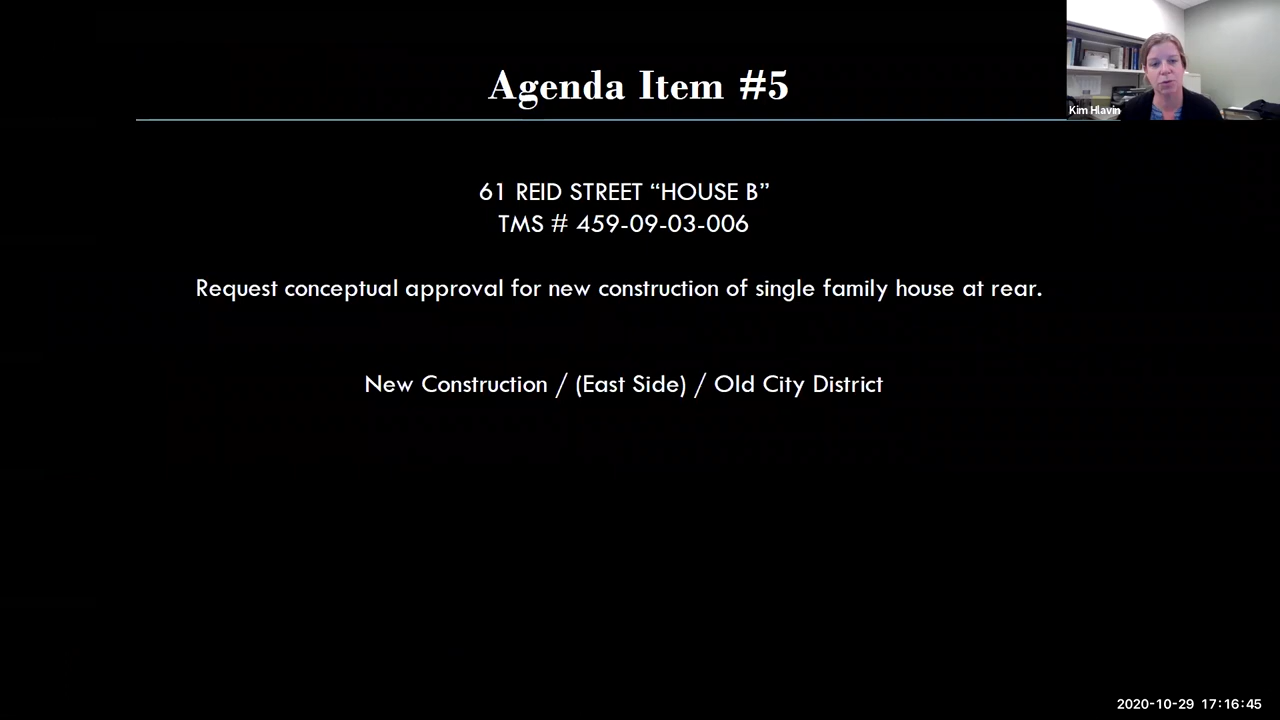 Agenda Item #5
Kim Hlavin
61 REID STREET “HOUSE B”
TMS # 459-09-03-006
Request conceptual approval for new construction of single family house at rear.
New Construction / (East Side) / Old City District
2020-10-29 17:16:45